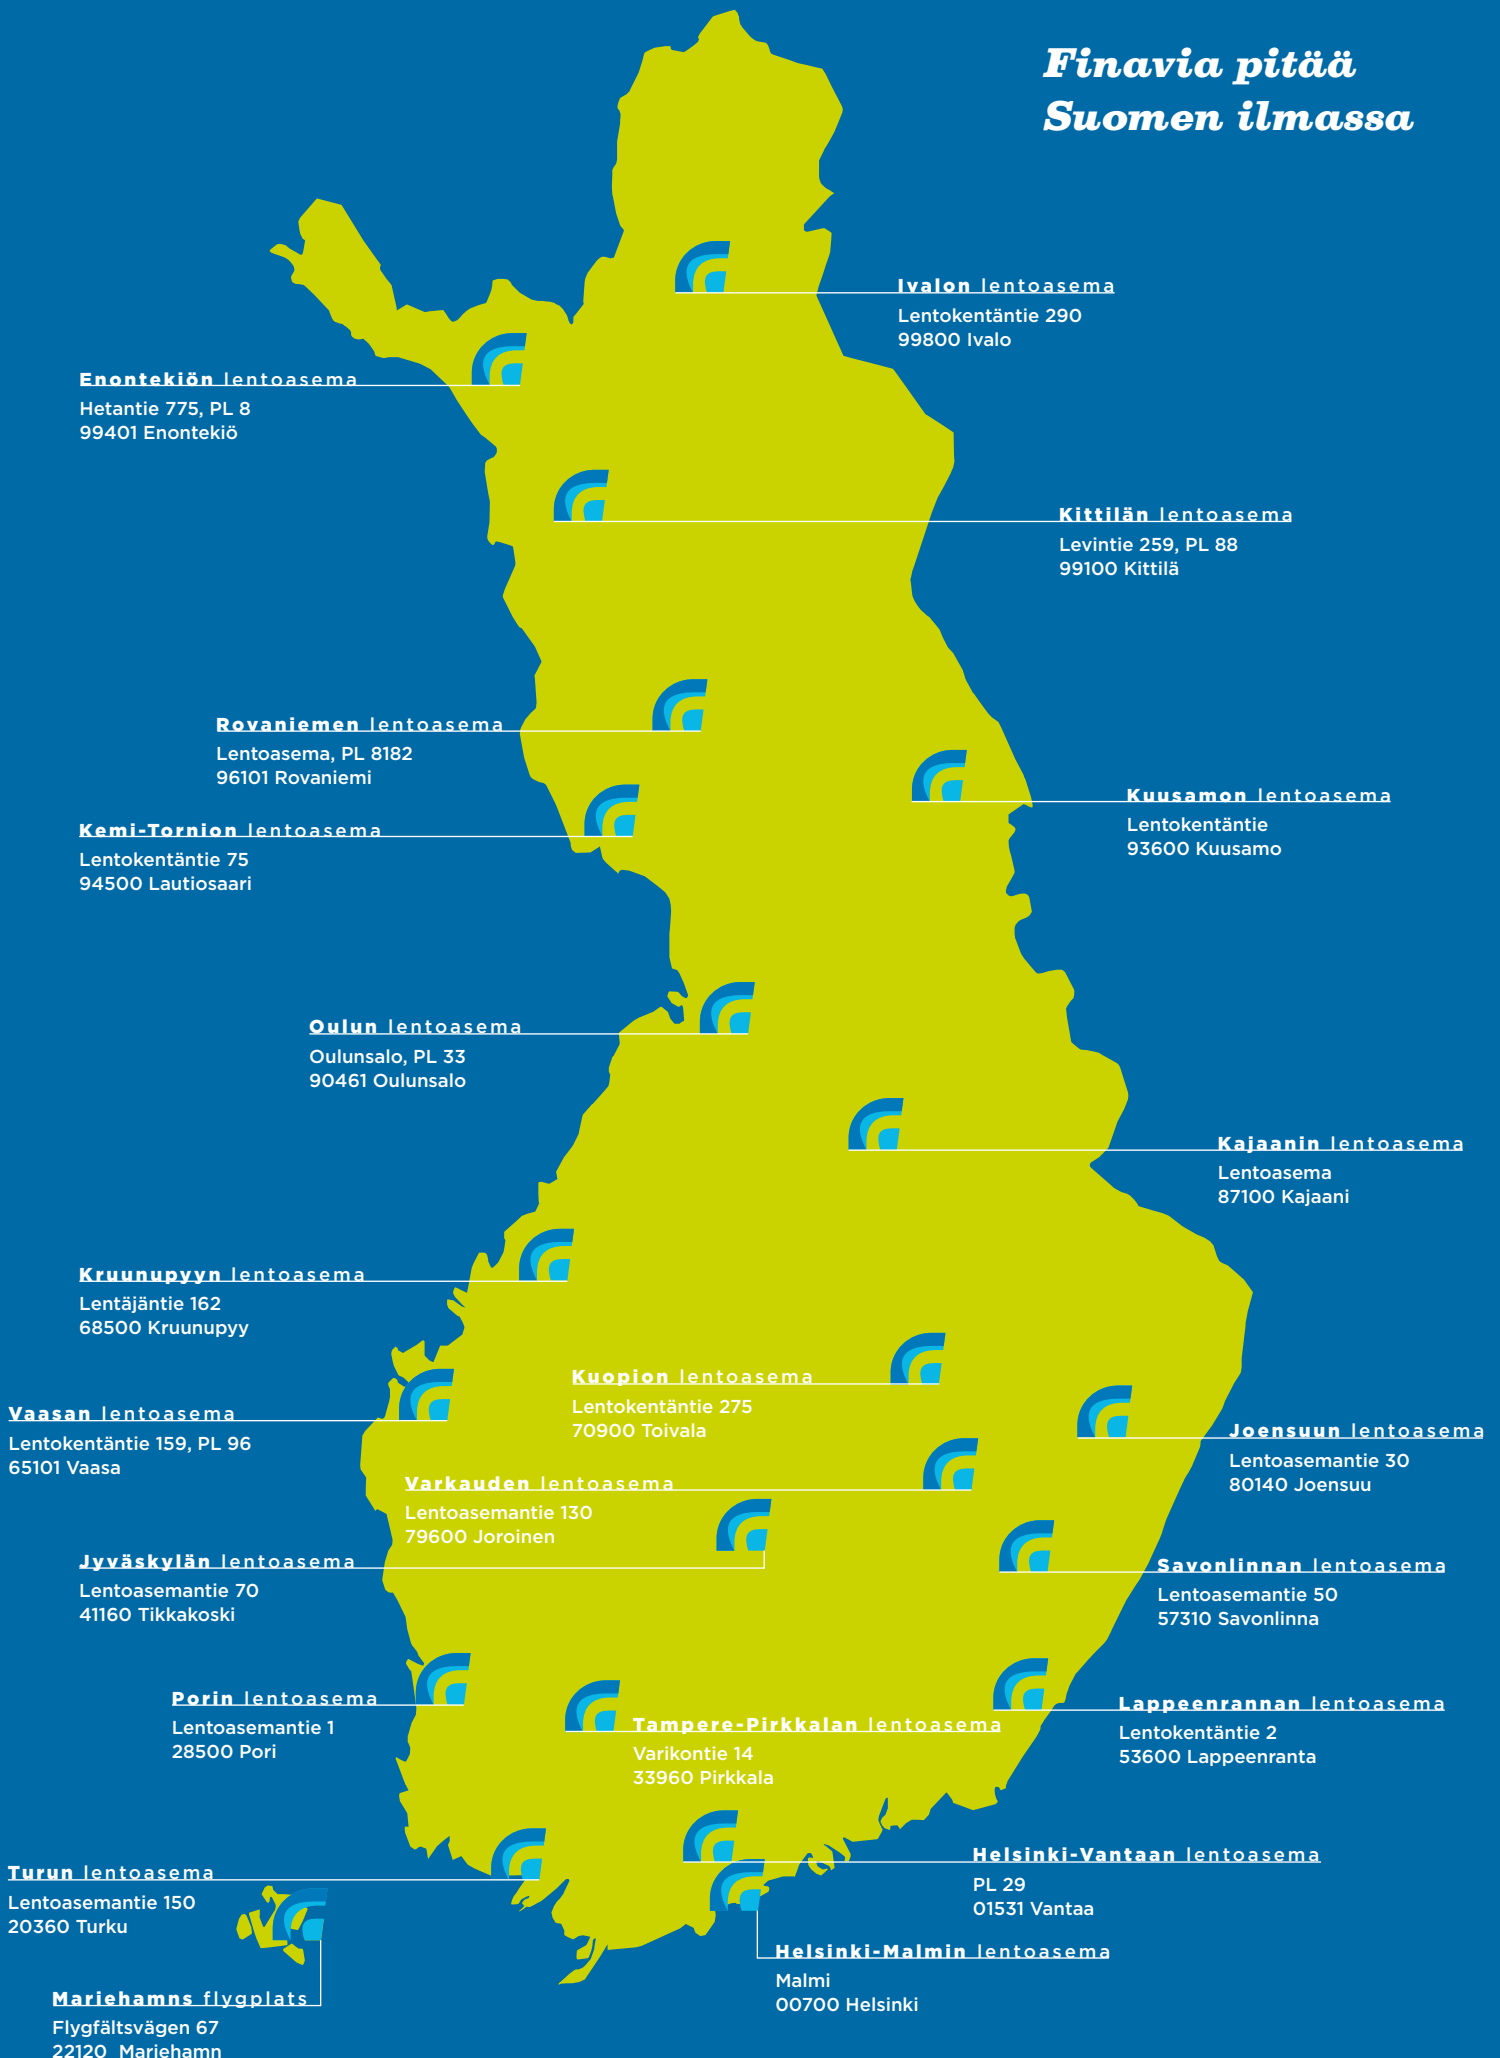 Finavia pitää
Suomen ilmassa
Ivalon lentoasema
Lentokentäntie 290
99800 Ivalo
Enontekiön lentoasema
Hetantie 775, PL 8
99401 Enontekiö
Kittilän lentoasema
Levintie 259, PL 88
99100 Kittilä
Rovaniemen lentoasema
Lentoasema, PL 8182
96101 Rovaniemi
Kuusamon lentoasema
Lentokentäntie
93600 Kuusamo
Kemi-Tornion lentoasema
Lentokentäntie 75
94500 Lautiosaari
Oulun lentoasema
Oulunsalo, PL 33
90461 Oulunsalo
Kajaanin lentoasema
Lentoasema
87100 Kajaani
Kruunupyyn lentoasema
Lentäjäntie 162
68500 Kruunupyy
Kuopion lentoasema
Lentokentäntie 275
70900 Toivala
Vaasan lentoasema
Lentokentäntie 159, PL 96
65101 Vaasa
Joensuun lentoasema
Lentoasemantie 30
80140 Joensuu
Varkauden lentoasema
Lentoasemantie 130
79600 Joroinen
Jyväskylän lentoasema
Lentoasemantie 70
41160 Tikkakoski
Savonlinnan lentoasema
Lentoasemantie 50
57310 Savonlinna
Porin lentoasema
Lentoasemantie 1
28500 Pori
Tampere-Pirkkalan lentoasema
Varikontie 14
33960 Pirkkala
Lappeenrannan lentoasema
Lentokentäntie 2
53600 Lappeenranta
Helsinki-Vantaan lentoasema
PL 29
01531 Vantaa
Turun lentoasema
Lentoasemantie 150
20360 Turku
Helsinki-Malmin lentoasema
Malmi
00700 Helsinki
Mariehamns flygplats
Flygfältsvägen 67
22120 Mariehamn